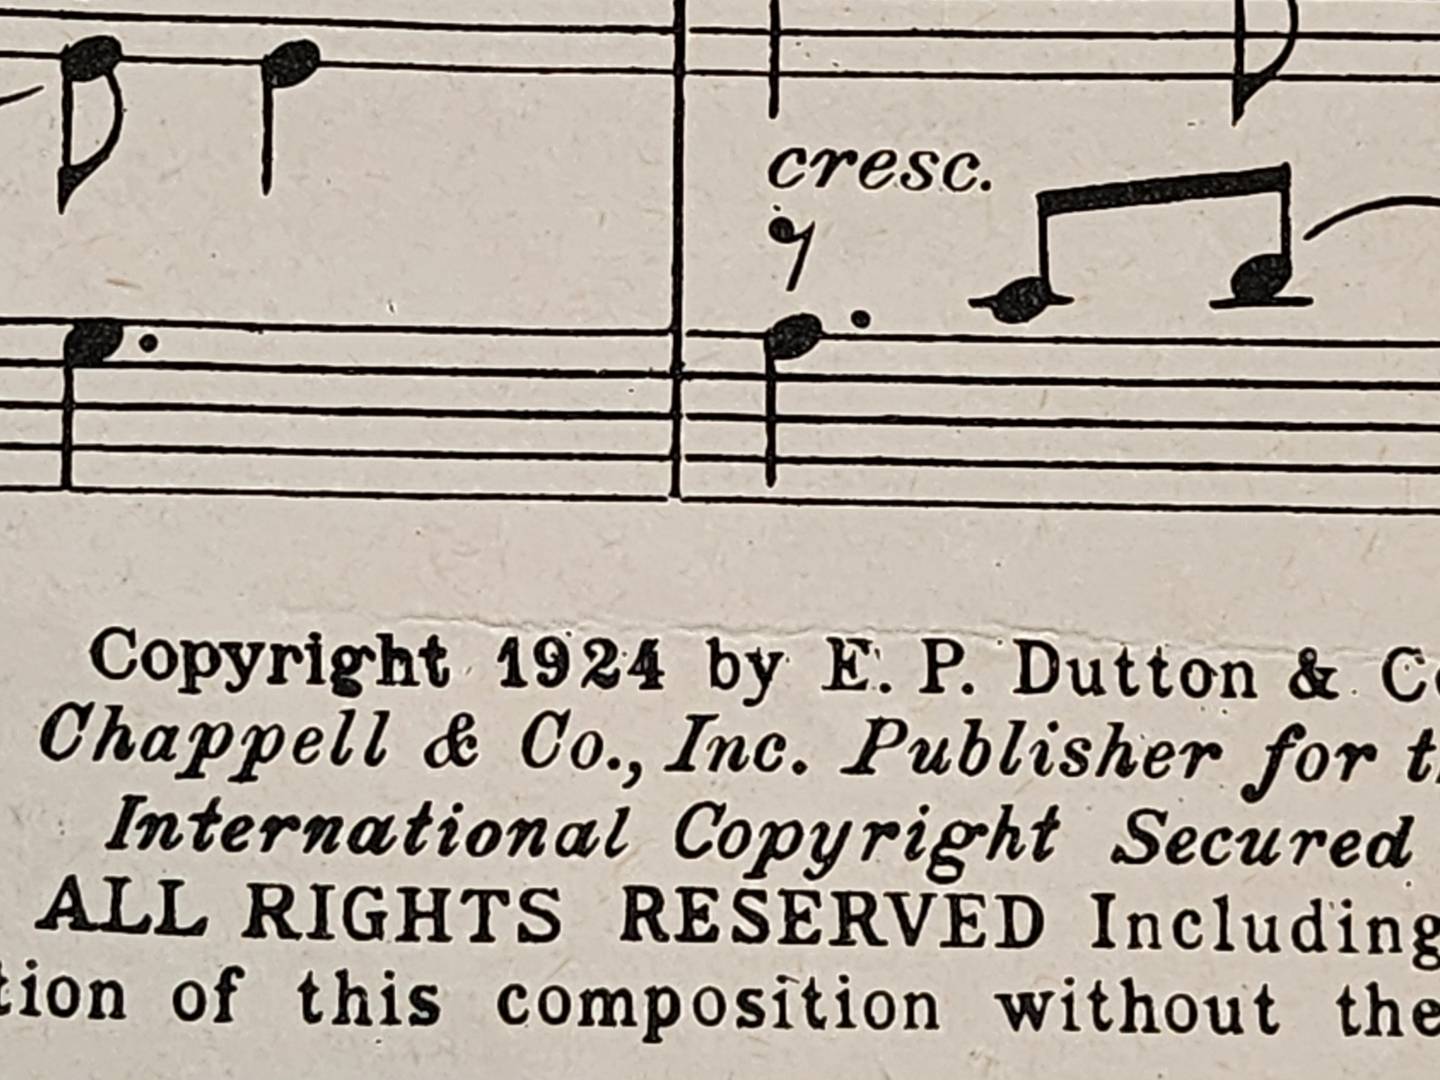 cresc.
Copyright 1924 by E. P. Dutton &
Chappell & Co., Inc. Publisher for
International Copyright Secured
ALL RIGHTS RESERVED Including
of this composition without the